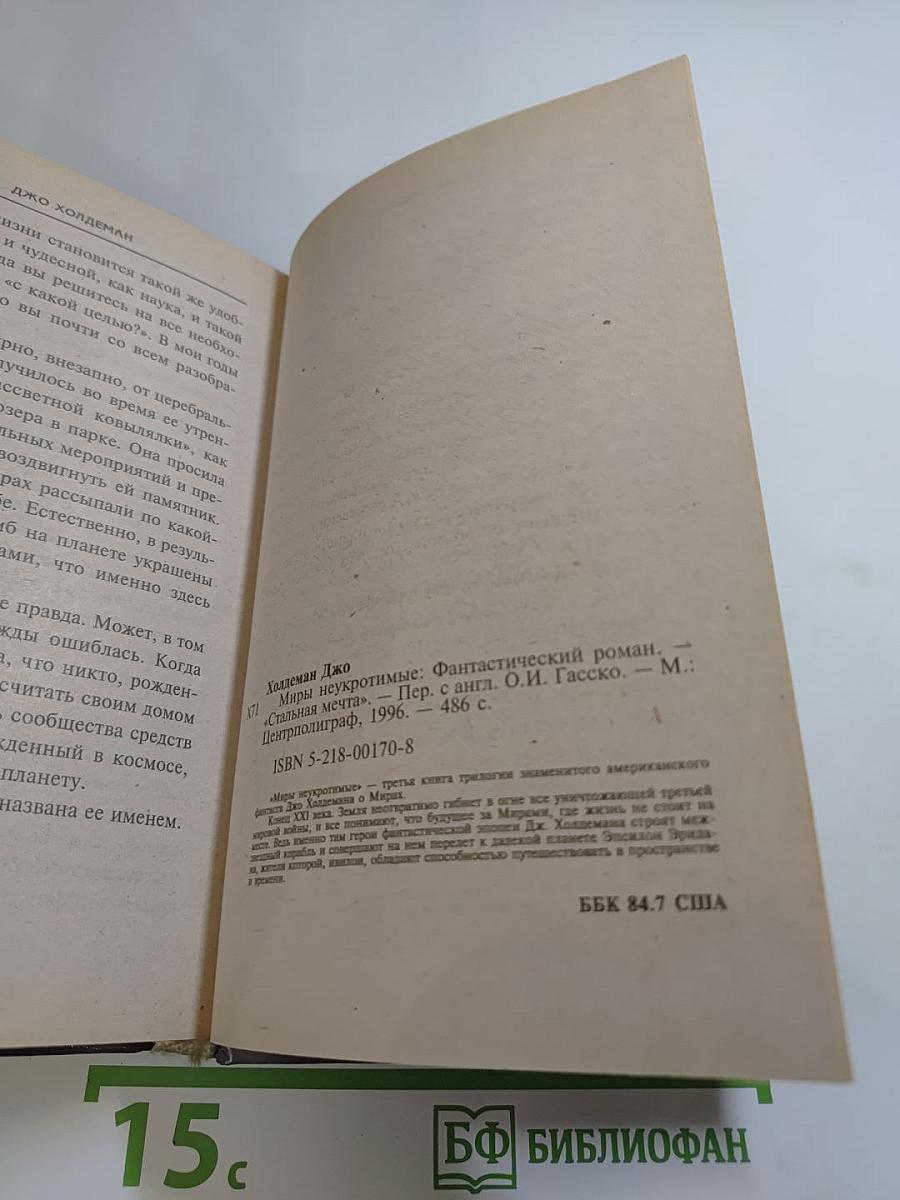 ДЖО ХОЛДЕМАН
изни становится такой же удоб-
и чудесной, как наука, и такой
да вы решитесь на все необхо-
«с какой целью?». В мои годы
о вы почти со всем разобра-
рно, внезапно, от церебраль-
лучилось во время ее утрен-
ссветной ковылялки», как
озера в парке. Она просила
льных мероприятий и пре-
воздвигнуть ей памятник.
рах рассыпали по какой-
бе. Естественно, в резуль-
мб на планете украшены
ами, что именно здесь
е правда. Может, в том
жды ошиблась. Когда
а, что никто, рожден-
считать своим домом
ь сообщества средств
жденный в космосе,
планету.
названа ее именем.
Холдеман Джо
Х71 Миры неукротимые: Фантастический роман. —
«Стальная мечта». — Пер. с англ. О.И. Гасско. — М.:
Центрполиграф, 1996. — 486 с.
ISBN 5-218-00170-8
«Миры неукротимые» — третья книга трилогии знаменитого американского
фантаста Джо Холдемана о Мирах.
Конец XXI века. Земля неотвратимо гибнет в огне все уничтожающей третьей
мировой войны, и все понимают, что будущее за Мирами, где жизнь не стоит на
месте. Ведь именно там герои фантастической эпопеи Дж. Холдемана строят меж-
звездный корабль и совершают на нем перелет к далекой планете Эпсилон Эрида-
на, жители которой, ивилои, обладают способностью путешествовать в пространстве
и времени.
ББК 84.7 США
15 с
БФ БИБЛИОФАН